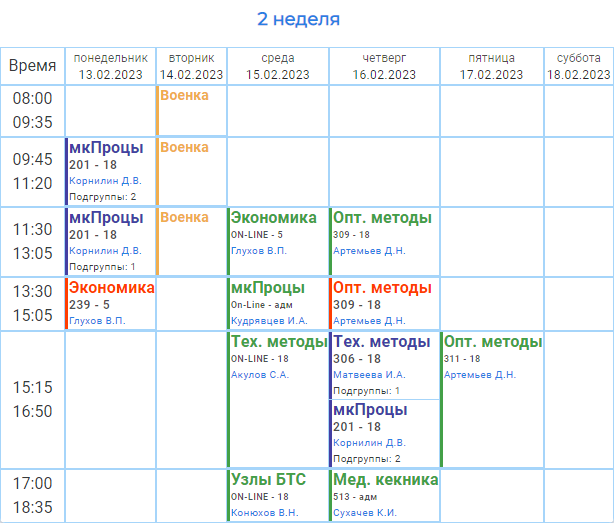 2 неделя
Время
понедельник
13.02.2023
вторник
14.02.2023
среда
15.02.2023
четверг
16.02.2023
пятница
17.02.2023
суббота
18.02.2023
08:00
09:35
Военка
09:45
11:20
мкПроцы
201 - 18
Корнилин Д.В.
Подгруппы: 2
Военка
11:30
13:05
мкПроцы
201 - 18
Корнилин Д.В.
Подгруппы: 1
Военка
Экономика
ON-LINE - 5
Глухов В.П.
Опт. методы
309 - 18
Артемьев Д.Н.
13:30
15:05
Экономика
239 - 5
Глухов В.П.
мкПроцы
On-Line - адм
Кудрявцев И.А.
Опт. методы
309 - 18
Артемьев Д.Н.
15:15
16:50
Тех. методы
ON-LINE - 18
Акулов С.А.
Тех. методы
306 - 18
Матвеева И.А.
Подгруппы: 1
мкПроцы
201 - 18
Корнилин Д.В.
Подгруппы: 2
Опт. методы
311 - 18
Артемьев Д.Н.
17:00
18:35
Узлы БТС
ON-LINE - 18
Конюхов В.Н.
Мед. кекника
513 - адм
Сухачев К.И.